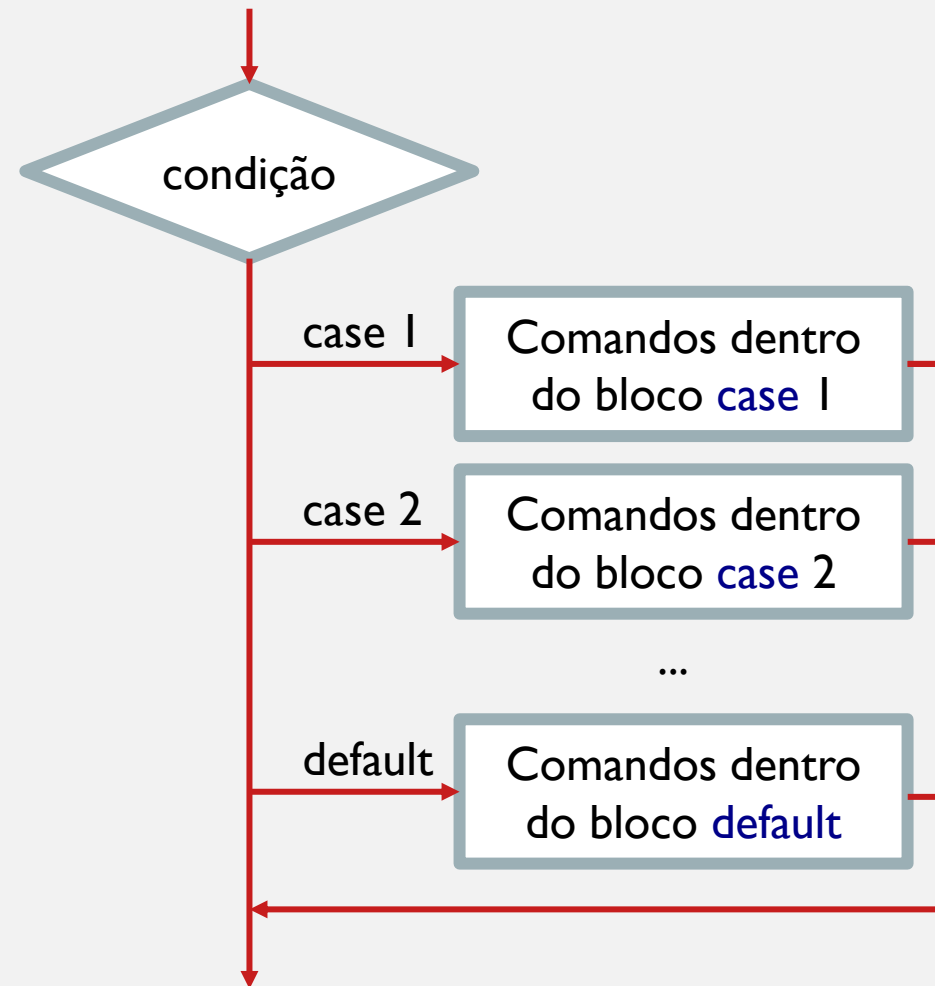 condição
case 1
Comandos dentro
do bloco case 1
case 2
Comandos dentro
do bloco case 2
...
default
Comandos dentro
do bloco default